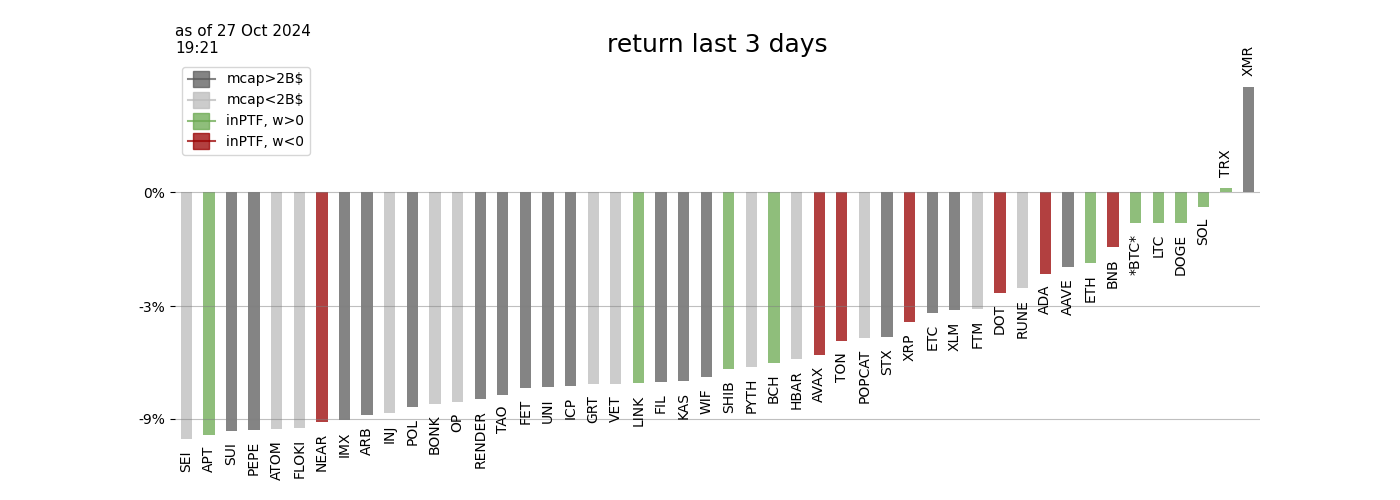 as of 27 Oct 2024
19:21
return last 3 days
mcap>2B$
mcap<2B$
inPTF, w>0
inPTF, w<0
0%
-3%
-9%
SEI
APT
SUI
PEPE
ATOM
FLOKI
NEAR
IMX
ARB
INJ
POL
BONK
OP
RENDER
TAO
FET
UNI
ICP
GRT
VET
LINK
FIL
KAS
WIF
SHIB
PYTH
BCH
HBAR
AVAX
TON
POPCAT
STX
XRP
ETC
XLM
FTM
DOT
RUNE
ADA
AAVE
ETH
BNB
*BTC*
LTC
DOGE
SOL
TRX
XMR